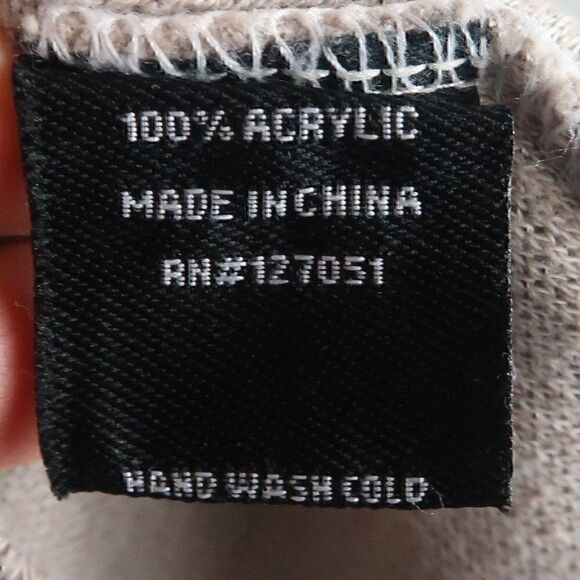 100% ACRYLIC
MADE IN CHINA
RN#127051
HAND WASH COLD